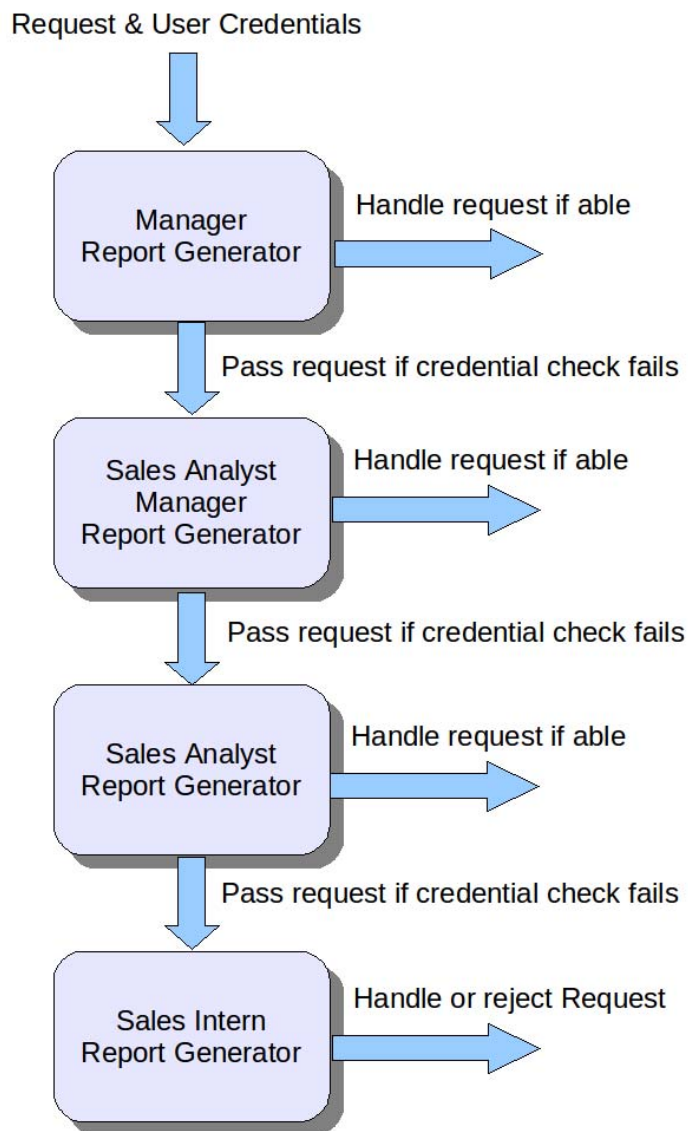 Request & User Credentials
Manager
Report Generator
Handle request if able
Pass request if credential check fails
Sales Analyst
Manager
Report Generator
Handle request if able
Pass request if credential check fails
Sales Analyst
Report Generator
Handle request if able
Pass request if credential check fails
Sales Intern
Report Generator
Handle or reject Request